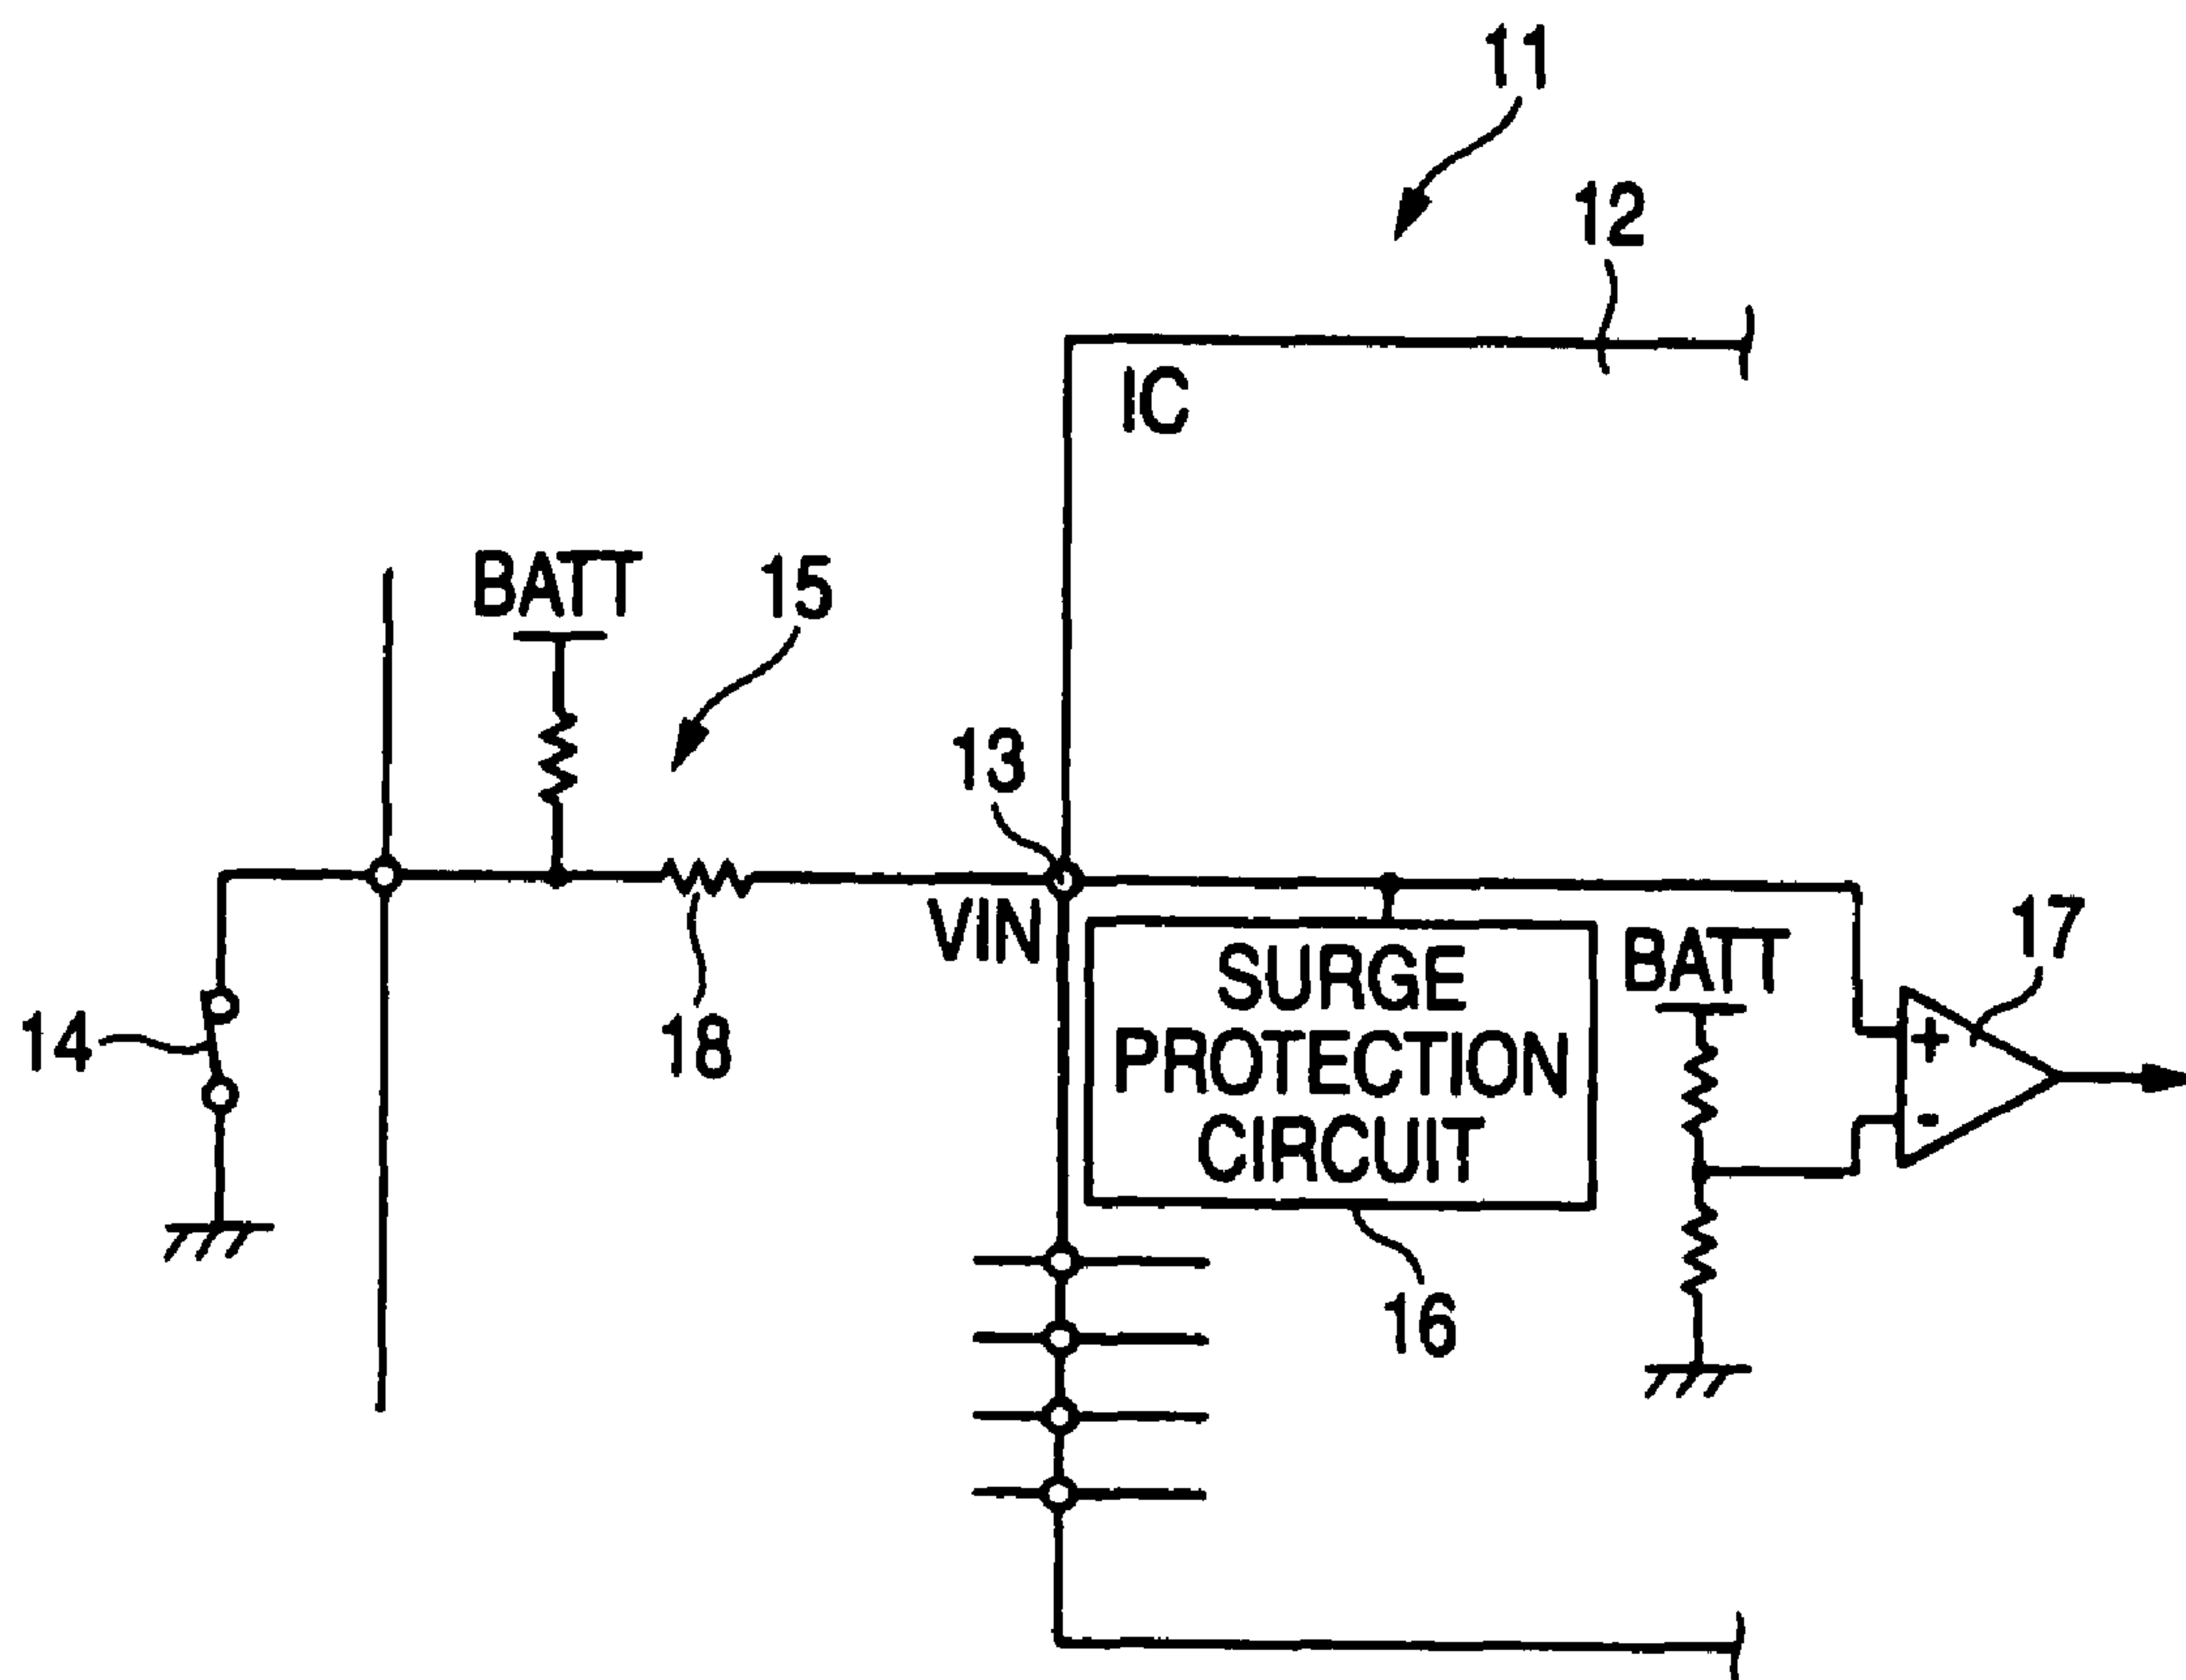 11
12
IC
BATT
15
13
VIN
18
14
SURGE
PROTECTION
CIRCUIT
16
BATT
17
+
-